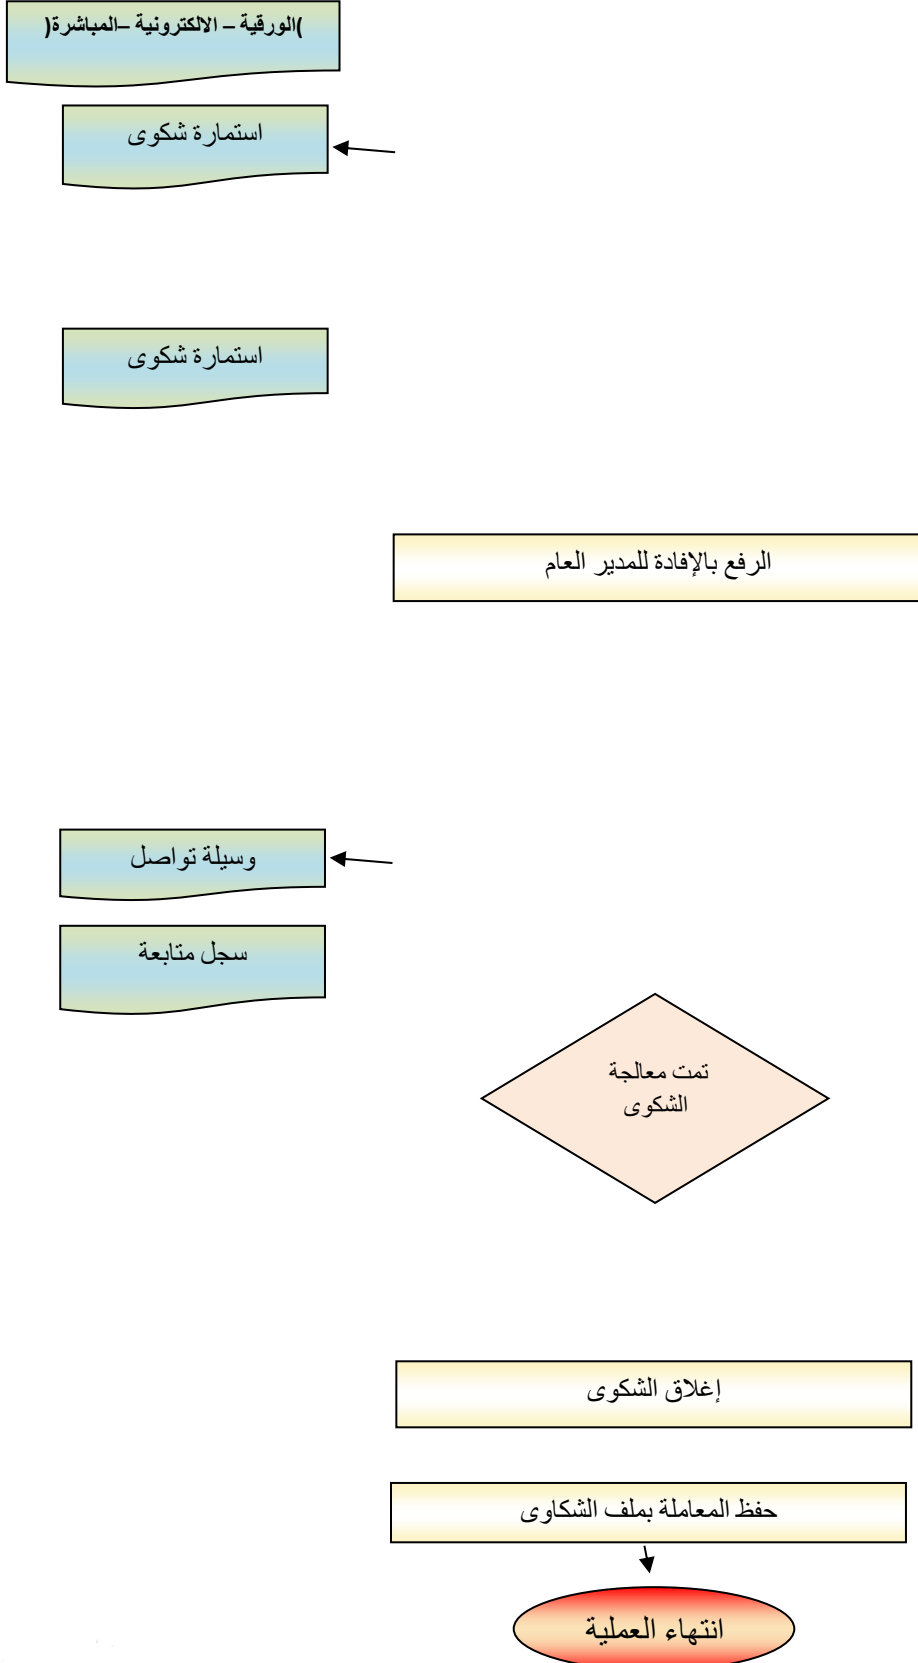 )الورقية – الالكترونية –المباشرة(
استمارة شكوى
استمارة شكوى
الرفع بالإفادة للمدير العام
وسيلة تواصل
سجل متابعة
تمت معالجة
الشكوى
إغلاق الشكوى
حفظ المعاملة بملف الشكاوى
انتهاء العملية